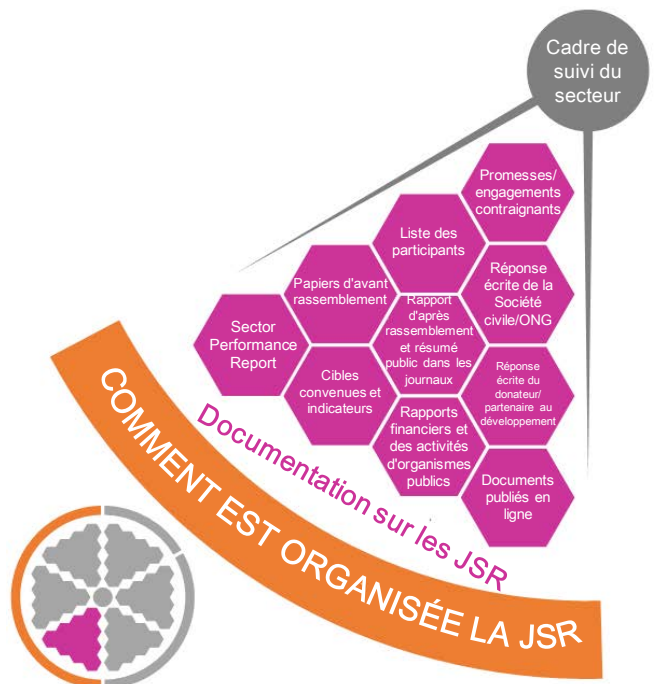 Cadre de
suivi du
secteur
Promesses/
engagements
contraignants
Liste des
participants
Réponse
écrite de la
Société
civile/ONG
Papiers d'avant
rassemblement
Rapport
d'après
rassemblement
et résumé
public dans les
journaux
Sector
Performance
Report
Cibles
convenues et
indicateurs
Réponse
écrite du
donateur/
partenaire au
développement
Rapports
financiers et
des activités
d'organismes
publics
Documents
publiés en
ligne
Documentation sur les JSR
COMMENT EST ORGANISÉE LA JSR